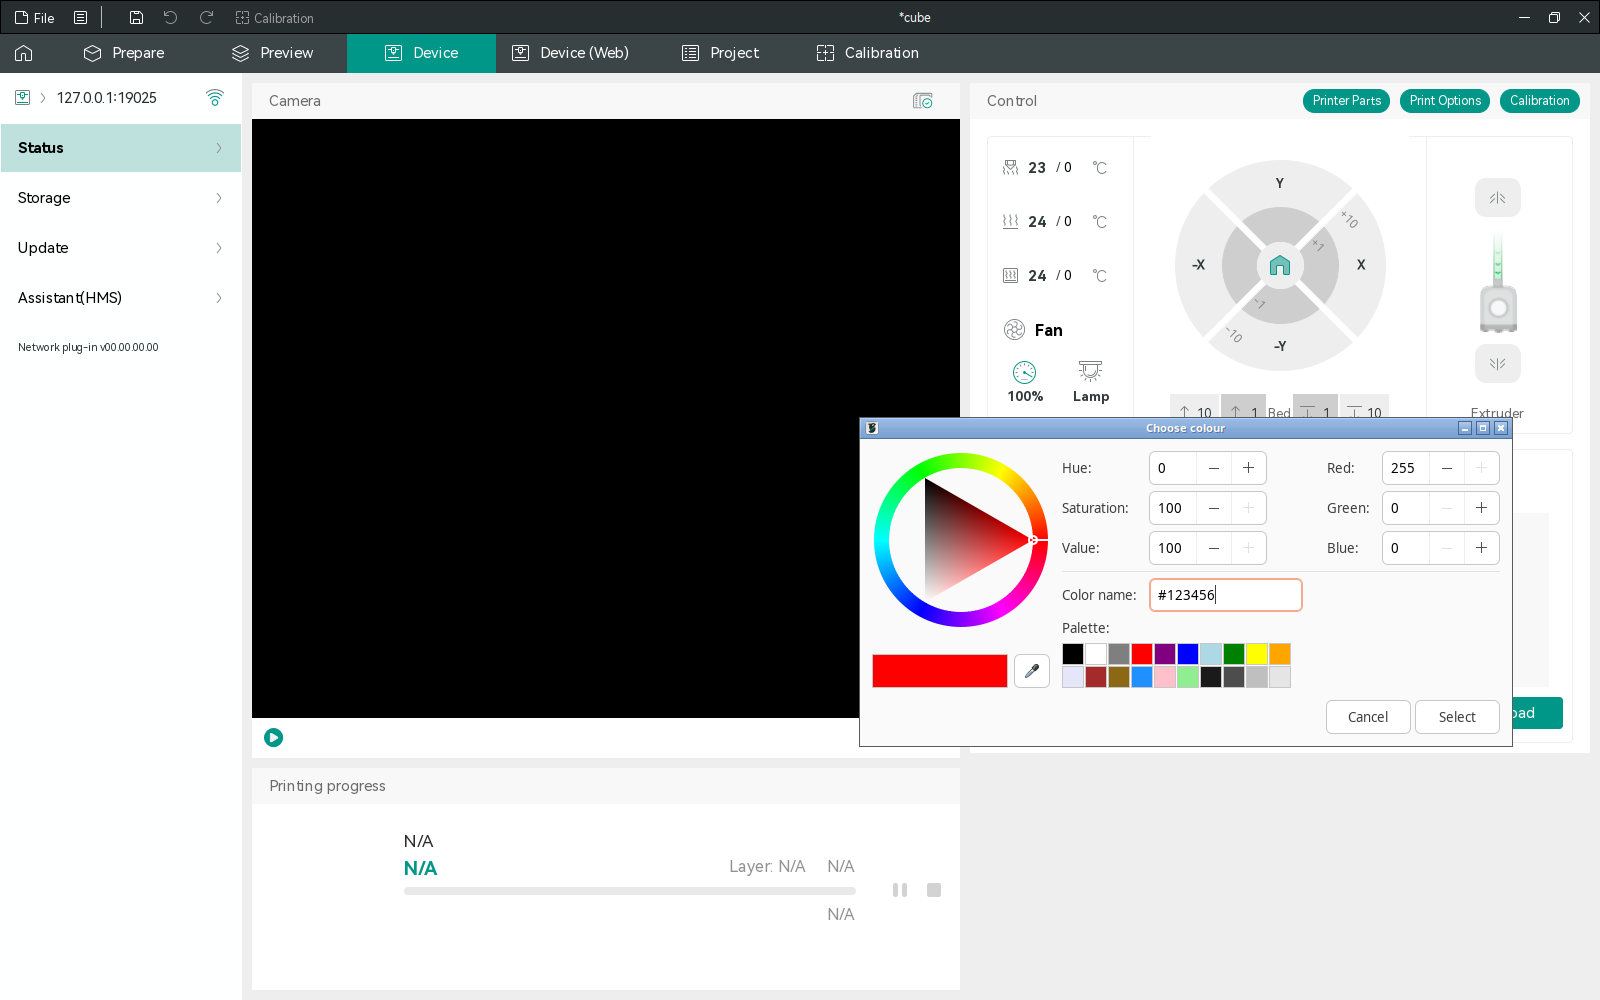 File
Calibration
*cube
Prepare
Preview
Device
Device (Web)
Project
Calibration
127.0.0.1:19025
Status
Storage
Update
Assistant(HMS)
Network plug-in v00.00.00.00
Camera
Control
Printer Parts
Print Options
Calibration
23 / 0 °C
24 / 0 °C
24 / 0 °C
Fan
100%
Lamp
Y
+10
+1
-X
X
-1
-10
-Y
10
1
Bed
1
10
Extruder
Choose colour
Hue:
0
Red:
255
Saturation:
100
Green:
0
Value:
100
Blue:
0
Color name:
#123456
Palette:
Cancel
Select
oad
Printing progress
N/A
N/A
Layer: N/A
N/A
N/A